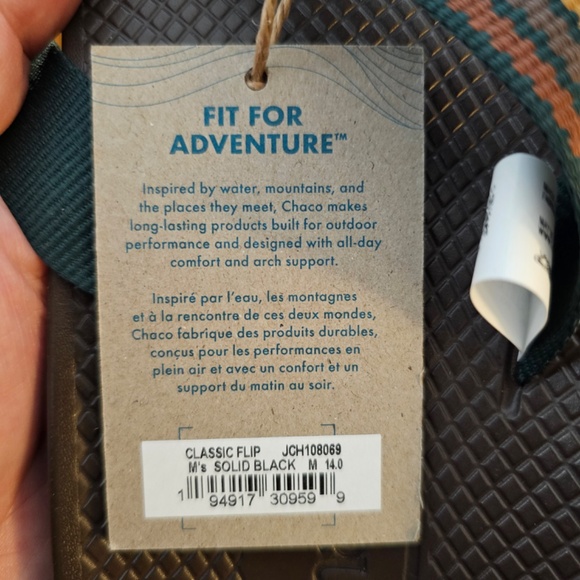 FIT FOR
ADVENTURE™
Inspired by water, mountains, and
the places they meet, Chaco makes
long-lasting products built for outdoor
performance and designed with all-day
comfort and arch support.
Inspiré par l'eau, les montagnes
et à la rencontre de ces deux mondes,
Chaco fabrique des produits durables,
conçus pour les performances en
plein air et avec un confort et un
support du matin au soir.
CLASSIC FLIP JCH108069
M's SOLID BLACK M 14.0
1 94917 30959 9